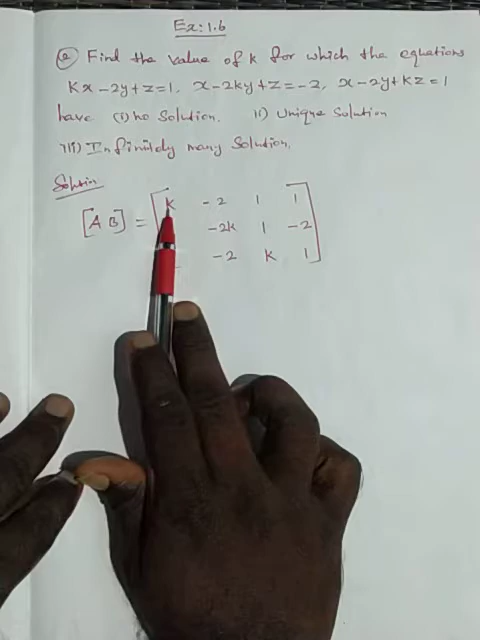 Ex: 1.6
② Find the value of k for which the equations
Kx - 2y + z = 1, x - 2ky + z = -2, x - 2y + kz = 1
have (i) no solution. ii) Unique Solution
iii) Infinitely many Solution.
Solution
[A B] = [ k -2 1 1
-2k 1 -2
-2 k 1 ]